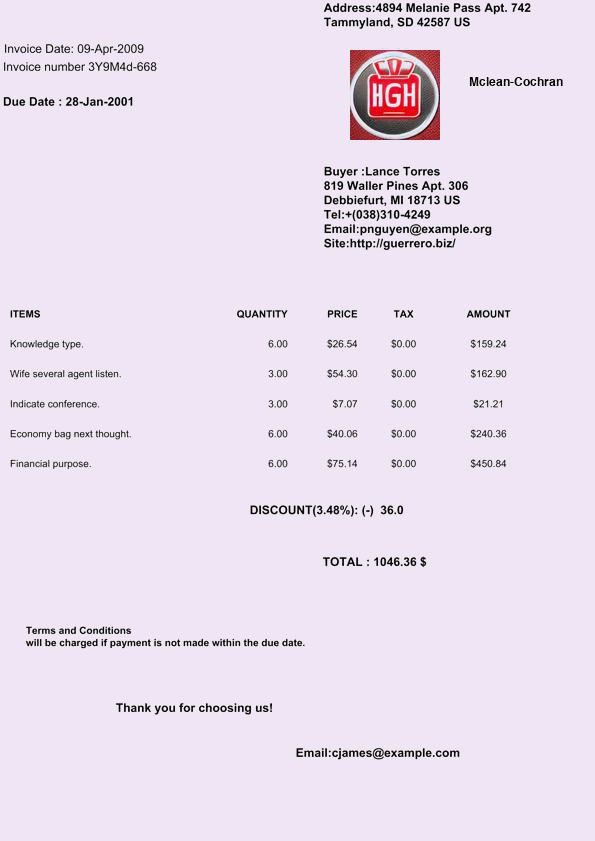 Address:4894 Melanie Pass Apt. 742
Tammyland, SD 42587 US
Invoice Date: 09-Apr-2009
Invoice number 3Y9M4d-668
HGH
Mclean-Cochran
Due Date : 28-Jan-2001
Buyer :Lance Torres
819 Waller Pines Apt. 306
Debbiefurt, MI 18713 US
Tel:+(038)310-4249
Email:pnguyen@example.org
Site:http://guerrero.biz/
ITEMS QUANTITY PRICE TAX AMOUNT
Knowledge type. 6.00 $26.54 $0.00 $159.24
Wife several agent listen. 3.00 $54.30 $0.00 $162.90
Indicate conference. 3.00 $7.07 $0.00 $21.21
Economy bag next thought. 6.00 $40.06 $0.00 $240.36
Financial purpose. 6.00 $75.14 $0.00 $450.84
DISCOUNT(3.48%): (-) 36.0
TOTAL : 1046.36 $
Terms and Conditions
will be charged if payment is not made within the due date.
Thank you for choosing us!
Email:cjames@example.com